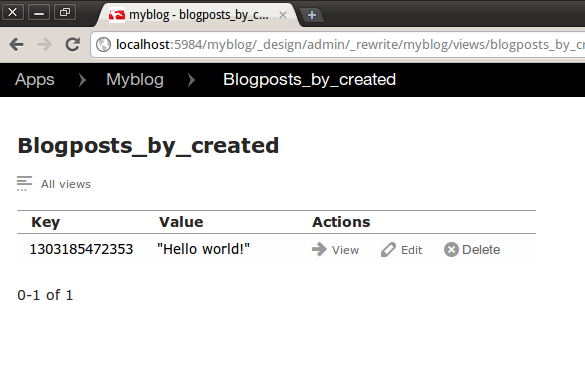 myblog - blogposts_by_c...
localhost:5984/myblog/_design/admin/_rewrite/myblog/views/blogposts_by_c
Apps Myblog Blogposts_by_created
Blogposts_by_created
All views
Key Value Actions
1303185472353 "Hello world!" View Edit Delete
0-1 of 1